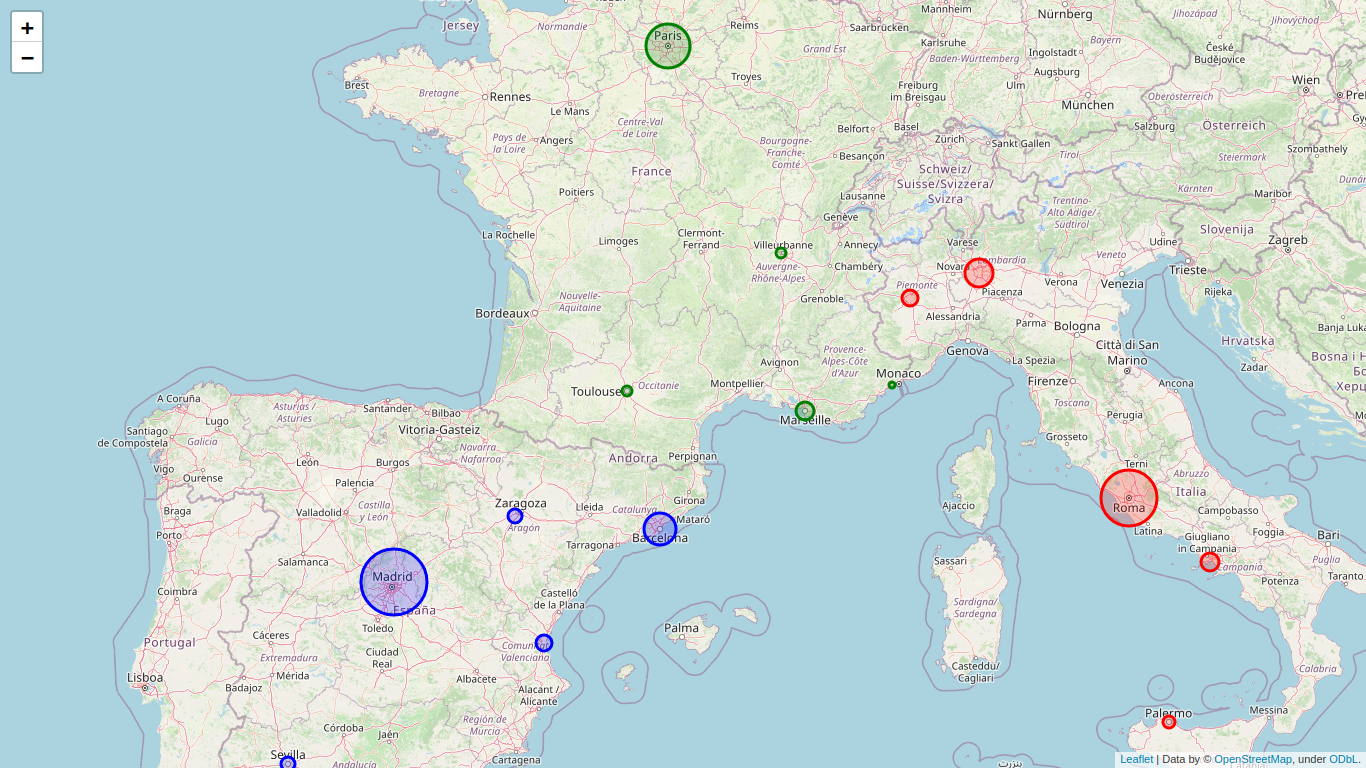 +
−
Jersey
Normandie
Reims
Saarbrücken
Mannheim
Nürnberg
Jihozápad
Jihovýchod
Paris
Grand Est
Karlsruhe
Baden-Württemberg
Ingolstadt
Bayern
České
Budějovice
Brest
Bretagne
Rennes
Troyes
Freiburg
im Breisgau
Ulm
Augsburg
München
Oberösterreich
Wien
Le Mans
Centre-Val
de Loire
Pays de
la Loire
Angers
Bourgogne-
Franche-
Comté
Belfort
Basel
Zürich
Sankt Gallen
Salzburg
Österreich
Szombathely
Besançon
Tirol
Steiermark
France
Schweiz/
Suisse/Svizzera/
Svizra
Poitiers
Lausanne
Kärnten
Maribor
Trentino-
Alto Adige/
Südtirol
Genève
La Rochelle
Limoges
Clermont-
Ferrand
Villeurbanne
Annecy
Varese
Udine
Slovenija
Zagreb
Auvergne-
Rhône-Alpes
Chambéry
Novara
Lombardia
Veneto
Trieste
Piemonte
Piacenza
Verona
Venezia
Rijeka
Nouvelle-
Aquitaine
Grenoble
Bordeaux
Alessandria
Parma
Bologna
Banja Luka
Hrvatska
Genova
Città di San
Marino
Avignon
Provence-
Alpes-Côte
d'Azur
La Spezia
Zadar
Monaco
Firenze
Ancona
Toulouse
Occitanie
Montpellier
Toscana
Marseille
Perugia
A Coruña
Lugo
Asturias /
Asturies
Santander
Bilbao
Vitoria-Gasteiz
Santiago
de Compostela
Galicia
Grosseto
Navarra
Nafarroa
Andorra
Perpignan
Terni
Vigo
Ourense
León
Burgos
Abruzzo
Italia
Palencia
Castilla
y León
Zaragoza
Aragón
Lleida
Catalunya
Girona
Ajaccio
Roma
Campobasso
Braga
Valladolid
Mataró
Barcelona
Latina
Foggia
Bari
Porto
Tarragona
Giugliano
in Campania
Campania
Puglia
Salamanca
Sassari
Potenza
Taranto
Madrid
Coimbra
España
Castelló
de la Plana
Sardigna/
Sardegna
Toledo
Palma
Portugal
Cáceres
Extremadura
Ciudad
Real
Comunitat
Valenciana
Mérida
Casteddu/
Cagliari
Calabria
Lisboa
Badajoz
Albacete
Alacant /
Alicante
Palermo
Messina
Córdoba
Jaén
Región de
Murcia
Sevilla
Andalucía
Cartagena
بنزرت
Leaflet | Data by © OpenStreetMap, under ODbL.